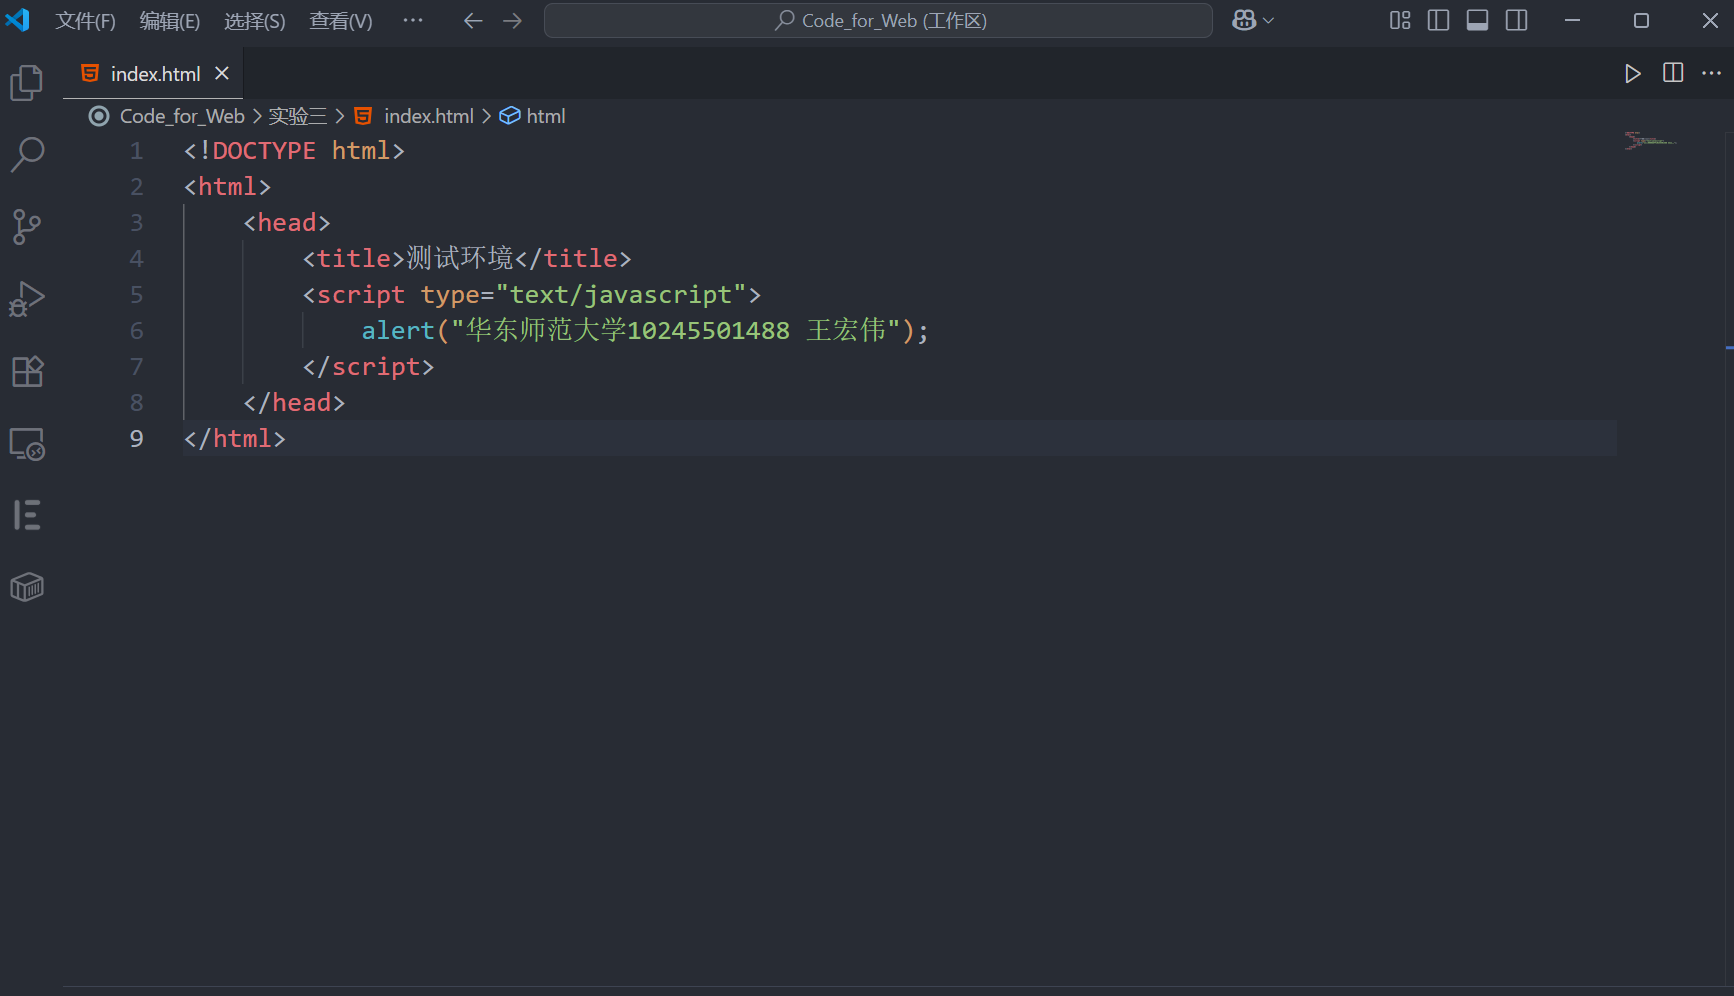 文件(F) 编辑(E) 选择(S) 查看(V) ··· Code_for_Web (工作区)
index.html
Code_for_Web > 实验三 > index.html > html
1 <!DOCTYPE html>
2 <html>
3 <head>
4 <title>测试环境</title>
5 <script type="text/javascript">
6 alert("华东师范大学10245501488 王宏伟");
7 </script>
8 </head>
9 </html>